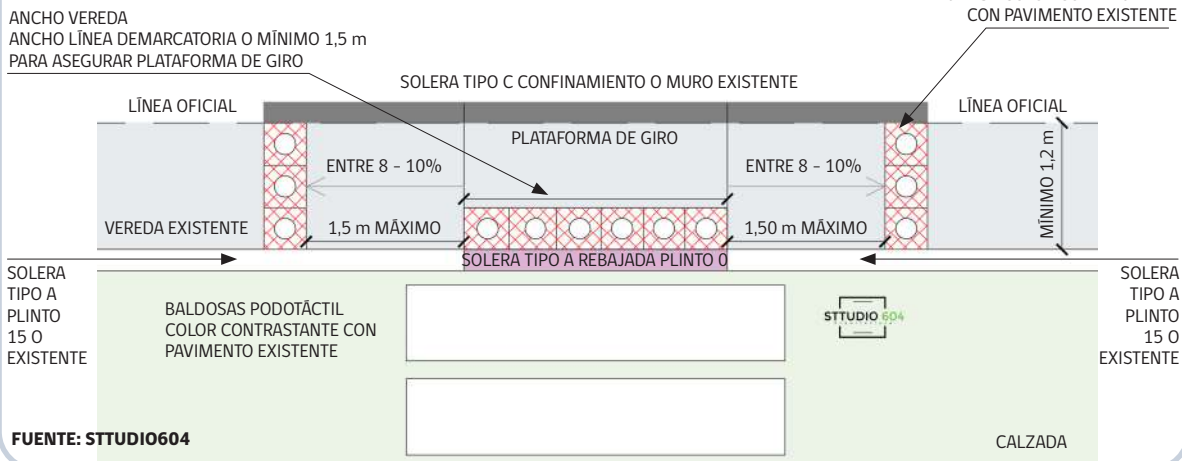 ANCHO VEREDA
ANCHO LÍNEA DEMARCATORIA O MÍNIMO 1,5 m
PARA ASEGURAR PLATAFORMA DE GIRO
CON PAVIMENTO EXISTENTE
SOLERA TIPO C CONFINAMIENTO O MURO EXISTENTE
LÍNEA OFICIAL
LÍNEA OFICIAL
PLATAFORMA DE GIRO
ENTRE 8 - 10%
ENTRE 8 - 10%
MÍNIMO 1,2 m
VEREDA EXISTENTE
1,5 m MÁXIMO
1,50 m MÁXIMO
SOLERA TIPO A REBAJADA PLINTO 0
SOLERA
TIPO A
PLINTO
15 O
EXISTENTE
SOLERA
TIPO A
PLINTO
15 O
EXISTENTE
BALDOSAS PODOTÁCTIL
COLOR CONTRASTANTE CON
PAVIMENTO EXISTENTE
STTUDIO 604
FUENTE: STTUDIO604
CALZADA